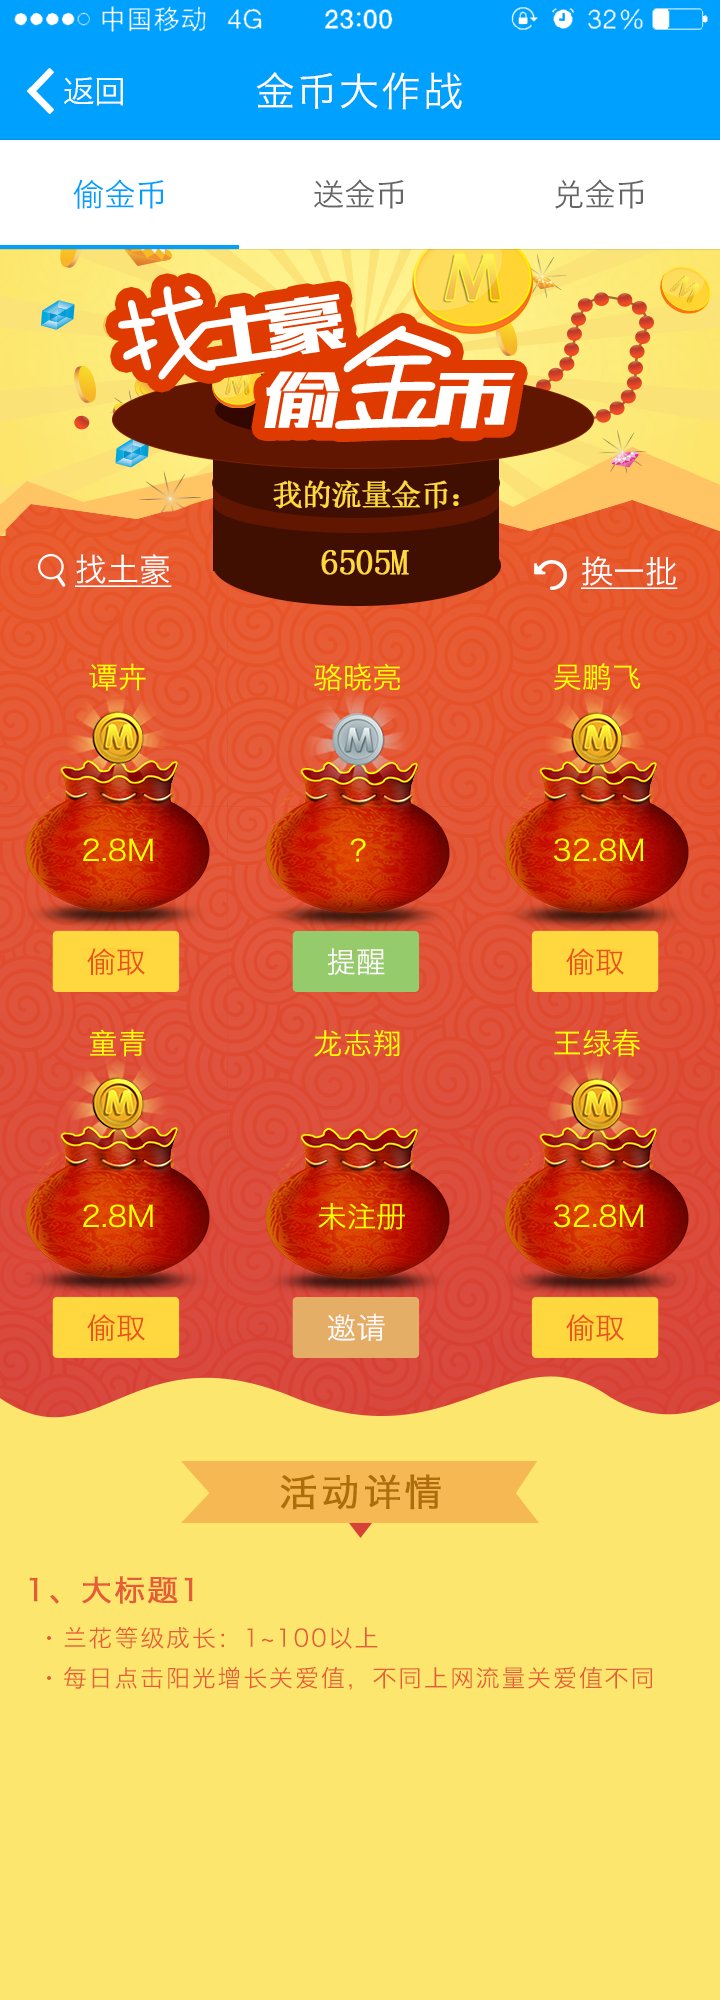 中国移动 4G 23:00 32%
返回 金币大作战
偷金币 送金币 兑金币
找土豪
偷金币
我的流量金币：
6505M
找土豪 换一批
谭卉 骆晓亮 吴鹏飞
M M M
2.8M ? 32.8M
偷取 提醒 偷取
童青 龙志翔 王绿春
M M
2.8M 未注册 32.8M
偷取 邀请 偷取
活动详情
1、大标题1
·兰花等级成长：1~100以上
·每日点击阳光增长关爱值，不同上网流量关爱值不同